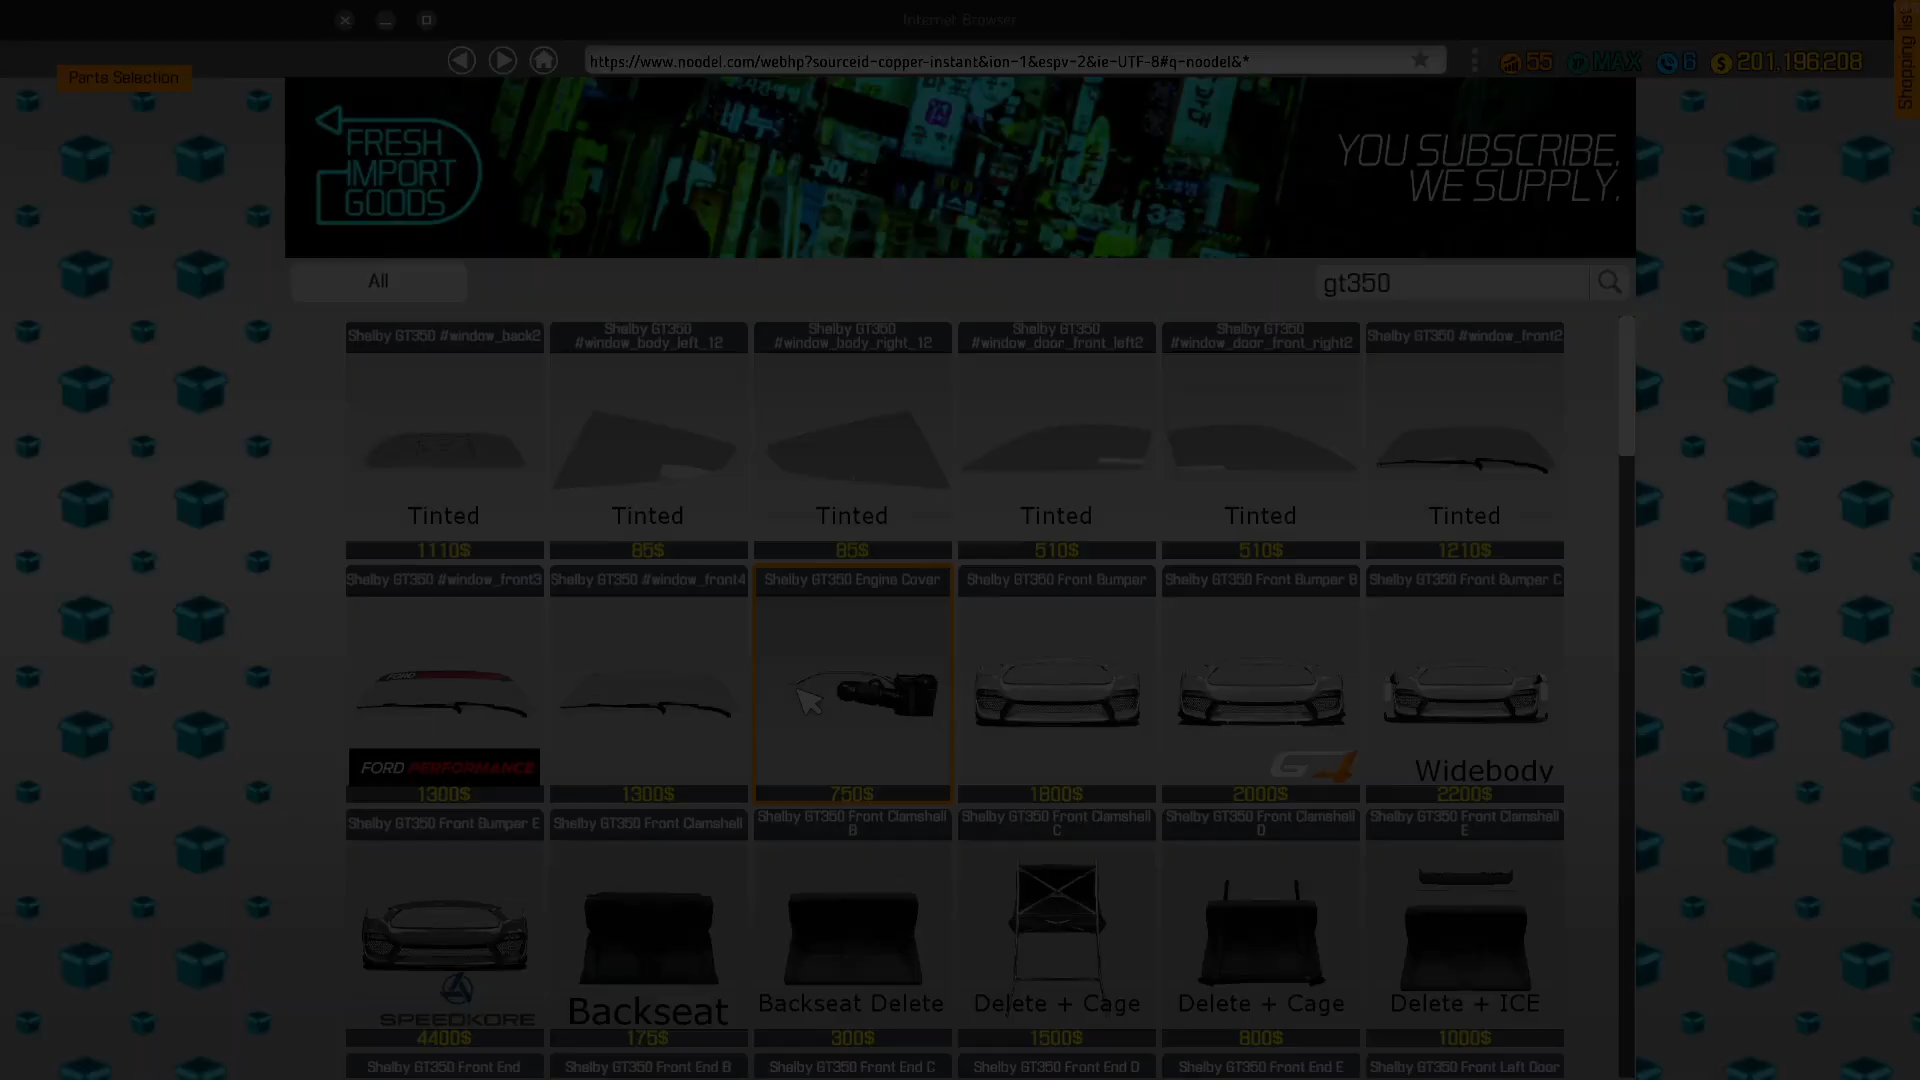 Internet Browser
https://www.noodel.com/webhp?sourceid-copper-instant&ion-1&espv-2&ie-UTF-8#q-noodel&*
55
MAX
6
201,196,208
Shopping list
Parts Selection
FRESH
IMPORT
GOODS
YOU SUBSCRIBE.
WE SUPPLY.
All
gt350
Shelby GT350 #window_back2
Shelby GT350
#window_body_left_12
Shelby GT350
#window_body_right_12
Shelby GT350
#window_door_front_left2
Shelby GT350
#window_door_front_right2
Shelby GT350 #window_front2
Tinted
Tinted
Tinted
Tinted
Tinted
Tinted
1110$
85$
85$
510$
510$
1210$
Shelby GT350 #window_front3
Shelby GT350 #window_front4
Shelby GT350 Engine Cover
Shelby GT350 Front Bumper
Shelby GT350 Front Bumper B
Shelby GT350 Front Bumper C
FORD PERFORMANCE
G4
Widebody
1300$
1300$
750$
1800$
2000$
2200$
Shelby GT350 Front Bumper E
Shelby GT350 Front Clamshell
Shelby GT350 Front Clamshell
B
Shelby GT350 Front Clamshell
C
Shelby GT350 Front Clamshell
D
Shelby GT350 Front Clamshell
E
SPEEDKORE
Backseat
Backseat Delete
Delete + Cage
Delete + Cage
Delete + ICE
4400$
175$
300$
1500$
800$
1000$
Shelby GT350 Front End
Shelby GT350 Front End B
Shelby GT350 Front End C
Shelby GT350 Front End D
Shelby GT350 Front End E
Shelby GT350 Front Left Door